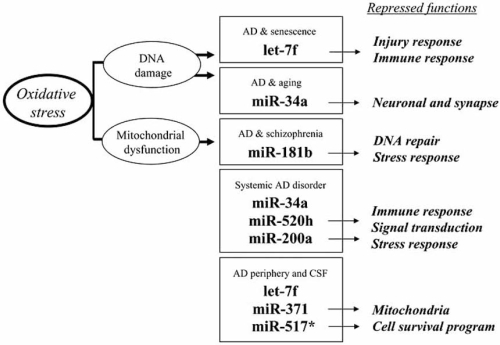 Repressed functions
AD & senescence
let-7f
Injury response
Immune response
DNA
damage
AD & aging
miR-34a
Neuronal and synapse
Oxidative
stress
Mitochondrial
dysfunction
AD & schizophrenia
miR-181b
DNA repair
Stress response
Systemic AD disorder
miR-34a
miR-520h
miR-200a
Immune response
Signal transduction
Stress response
AD periphery and CSF
let-7f
miR-371
miR-517*
Mitochondria
Cell survival program